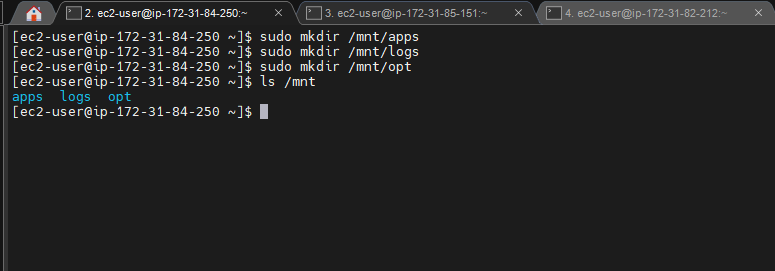 2. ec2-user@ip-172-31-84-250:~
3. ec2-user@ip-172-31-85-151:~
4. ec2-user@ip-172-31-82-212:~
[ec2-user@ip-172-31-84-250 ~]$ sudo mkdir /mnt/apps
[ec2-user@ip-172-31-84-250 ~]$ sudo mkdir /mnt/logs
[ec2-user@ip-172-31-84-250 ~]$ sudo mkdir /mnt/opt
[ec2-user@ip-172-31-84-250 ~]$ ls /mnt
apps  logs  opt
[ec2-user@ip-172-31-84-250 ~]$